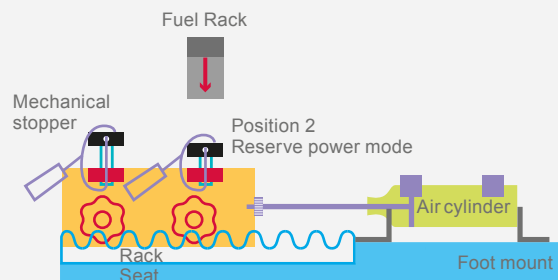 Fuel Rack
Mechanical
stopper
Position 2
Reserve power mode
Air cylinder
Rack
Seat
Foot mount